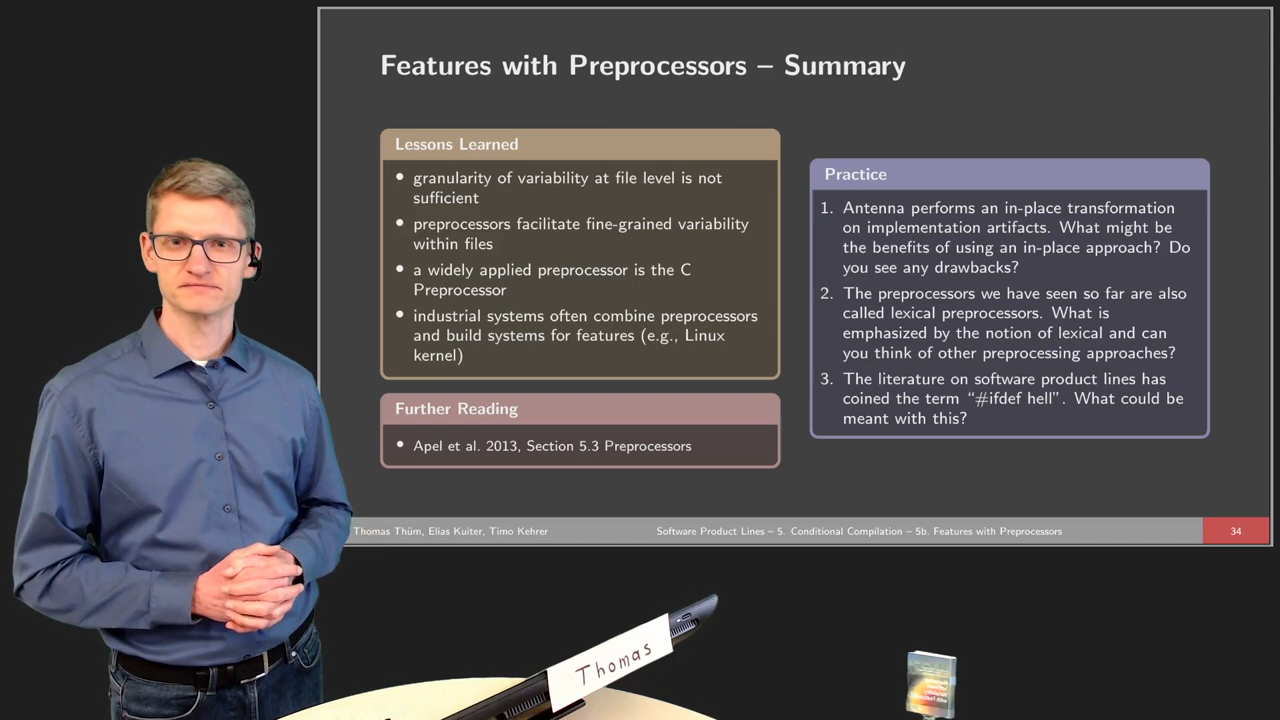 Features with Preprocessors – Summary
Lessons Learned
• granularity of variability at file level is not
sufficient
• preprocessors facilitate fine-grained variability
within files
• a widely applied preprocessor is the C
Preprocessor
• industrial systems often combine preprocessors
and build systems for features (e.g., Linux
kernel)
Further Reading
• Apel et al. 2013, Section 5.3 Preprocessors
Practice
1. Antenna performs an in-place transformation
on implementation artifacts. What might be
the benefits of using an in-place approach? Do
you see any drawbacks?
2. The preprocessors we have seen so far are also
called lexical preprocessors. What is
emphasized by the notion of lexical and can
you think of other preprocessing approaches?
3. The literature on software product lines has
coined the term “#ifdef hell”. What could be
meant with this?
Thomas Thüm, Elias Kuiter, Timo Kehrer
Software Product Lines – 5. Conditional Compilation – 5b. Features with Preprocessors
34
Thomas